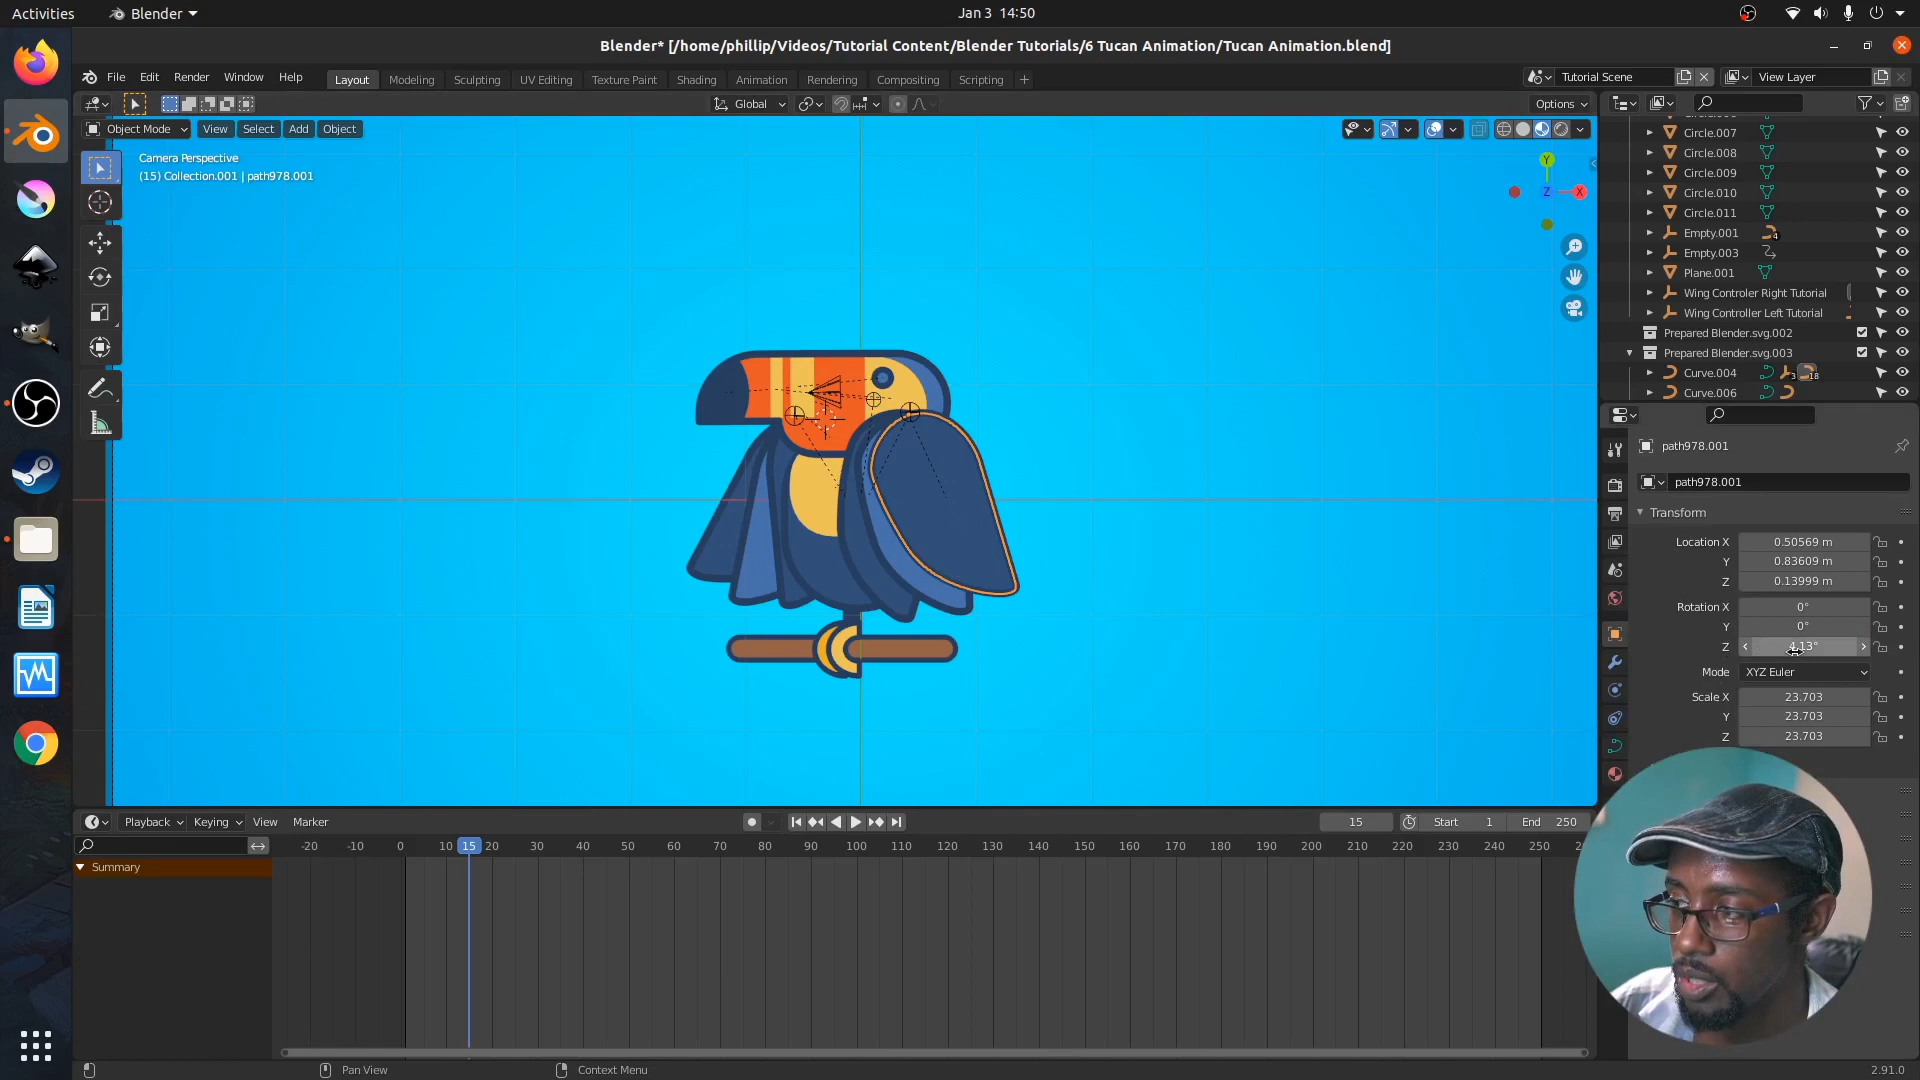 Activities
Blender
Jan 3 14:50
Blender* [/home/phillip/Videos/Tutorial Content/Blender Tutorials/6 Tucan Animation/Tucan Animation.blend]
File Edit Render Window Help
Layout Modeling Sculpting UV Editing Texture Paint Shading Animation Rendering Compositing Scripting
Tutorial Scene
View Layer
Global
Options
Object Mode View Select Add Object
Camera Perspective
(15) Collection.001 | path978.001
Y
Z
X
Circle.007
Circle.008
Circle.009
Circle.010
Circle.011
Empty.001
4
Empty.003
Plane.001
Wing Controler Right Tutorial
Wing Controller Left Tutorial
Prepared Blender.svg.002
Prepared Blender.svg.003
Curve.004
3
18
Curve.006
path978.001
path978.001
Transform
Location X 0.50569 m
Y 0.83609 m
Z 0.13999 m
Rotation X 0°
Y 0°
Z 4.13°
Mode XYZ Euler
Scale X 23.703
Y 23.703
Z 23.703
Playback Keying View Marker
15
Start 1
End 250
-20 -10 0 10 15 20 30 40 50 60 70 80 90 100 110 120 130 140 150 160 170 180 190 200 210 220 230 240 250
Summary
Pan View
Context Menu
2.91.0